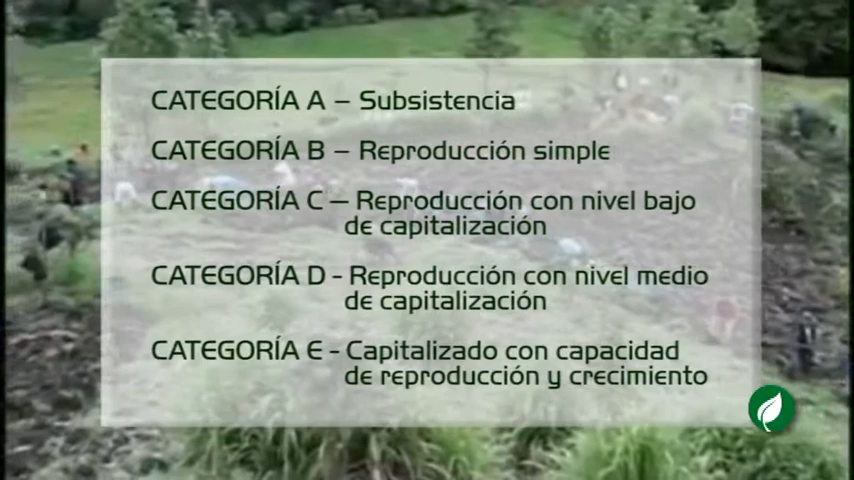 CATEGORÍA A – Subsistencia
CATEGORÍA B – Reproducción simple
CATEGORÍA C – Reproducción con nivel bajo
de capitalización
CATEGORÍA D - Reproducción con nivel medio
de capitalización
CATEGORÍA E - Capitalizado con capacidad
de reproducción y crecimiento